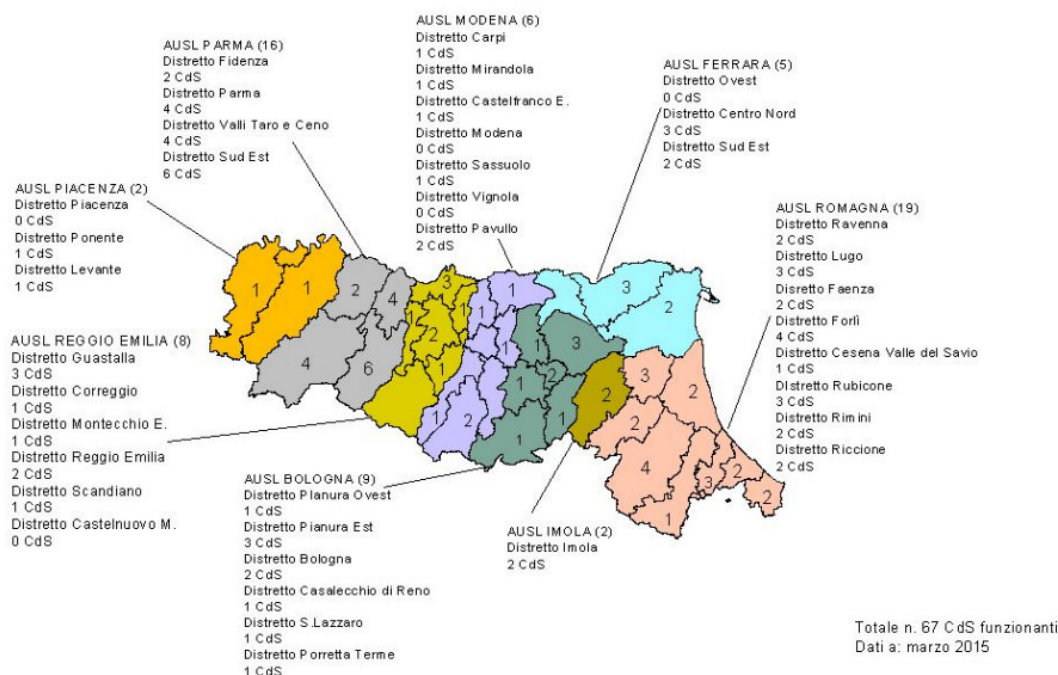 AUSL PIACENZA (2)
Distretto Piacenza
0 CdS
Distretto Ponente
1 CdS
Distretto Levante
1 CdS
AUSL PARMA (16)
Distretto Fidenza
2 CdS
Distretto Parma
4 CdS
Distretto Valli Taro e Ceno
4 CdS
Distretto Sud Est
6 CdS
AUSL MODENA (6)
Distretto Carpi
1 CdS
Distretto Mirandola
1 CdS
Distretto Castelfranco E.
1 CdS
Distretto Modena
0 CdS
Distretto Sassuolo
1 CdS
Distretto Vignola
0 CdS
Distretto Pavullo
2 CdS
AUSL FERRARA (5)
Distretto Ovest
0 CdS
Distretto Centro Nord
3 CdS
Distretto Sud Est
2 CdS
AUSL ROMAGNA (19)
Distretto Ravenna
2 CdS
Distretto Lugo
3 CdS
Disretto Faenza
2 CdS
Distretto Forlì
4 CdS
Distretto Cesena Valle del Savio
1 CdS
DIstretto Rubicone
3 CdS
Distretto Rimini
2 CdS
Distretto Riccione
2 CdS
AUSL REGGIO EMILIA (8)
Distretto Guastalla
3 CdS
Distretto Correggio
1 CdS
Distretto Montecchio E.
1 CdS
Distretto Reggio Emilia
2 CdS
Distretto Scandiano
1 CdS
Distretto Castelnuovo M.
0 CdS
AUSL BOLOGNA (9)
Distretto Pianura Ovest
1 CdS
Distretto Pianura Est
3 CdS
Distretto Bologna
2 CdS
Distretto Casalecchio di Reno
1 CdS
Distretto S.Lazzaro
1 CdS
Distretto Porretta Terme
1 CdS
AUSL IMOLA (2)
Distretto Imola
2 CdS
1
1
2
4
4
6
3
1
1
2
1
1
1
1
1
2
1
3
2
1
1
1
2
3
2
3
2
2
4
1
3
2
2
Totale n. 67 CdS funzionanti
Dati a: marzo 2015